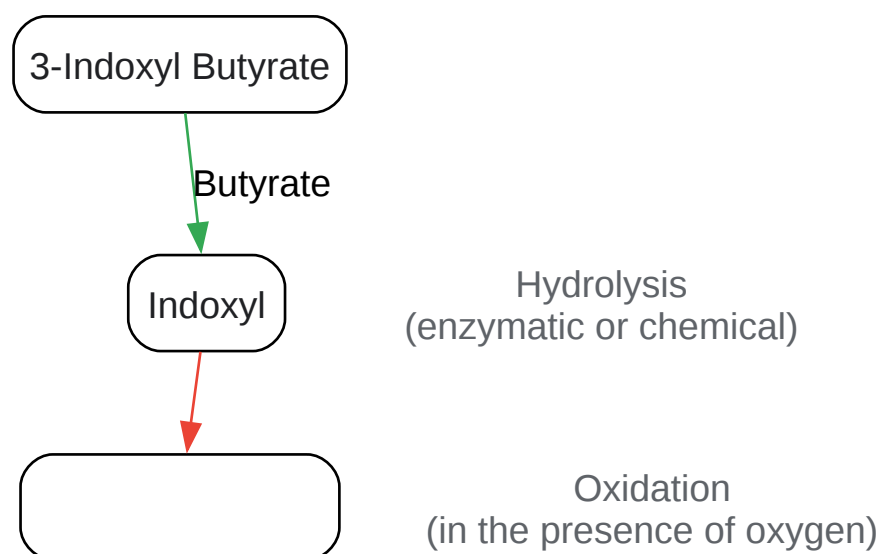 3-Indoxyl Butyrate
Butyrate
Indoxyl
Hydrolysis
(enzymatic or chemical)
Oxidation
(in the presence of oxygen)